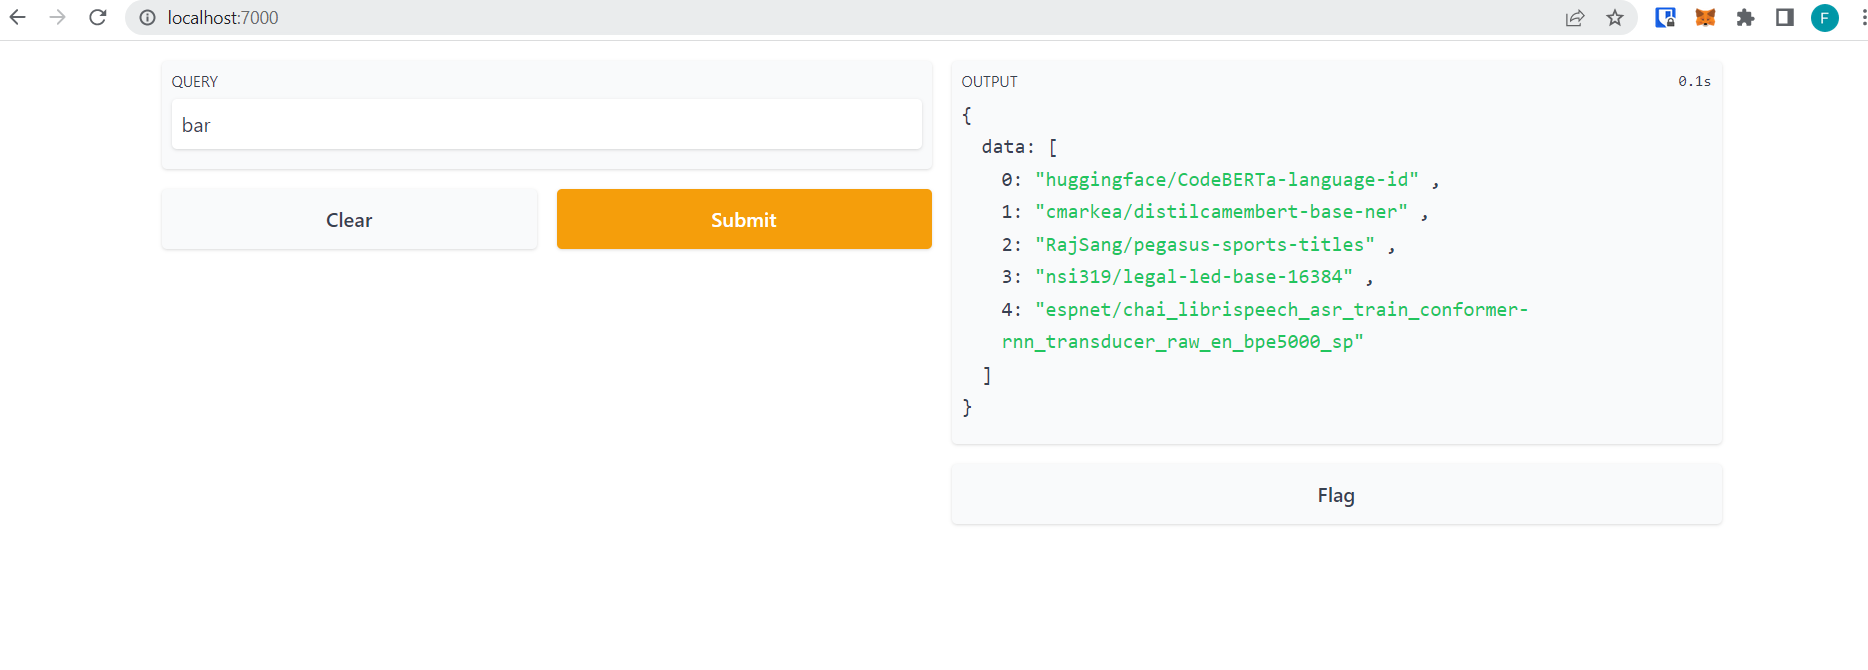 localhost:7000
F
QUERY
bar
Clear
Submit
OUTPUT
0.1s
{
data: [
0: "huggingface/CodeBERTa-language-id" ,
1: "cmarkea/distilcamembert-base-ner" ,
2: "RajSang/pegasus-sports-titles" ,
3: "nsi319/legal-led-base-16384" ,
4: "espnet/chai_librispeech_asr_train_conformer-
rnn_transducer_raw_en_bpe5000_sp"
]
}
Flag